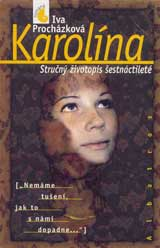 Iva
Procházková
Karolína
Stručný životopis šestnáctileté
[„Nemáme
tušení,
jak to
s námi
dopadne..."]
Albatros